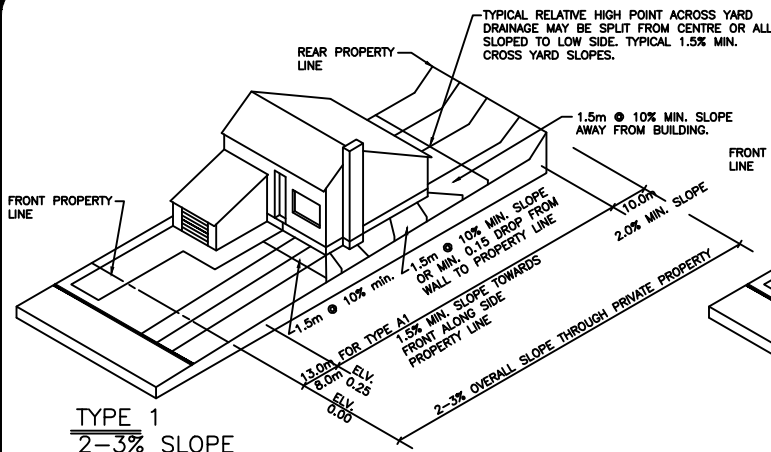 TYPICAL RELATIVE HIGH POINT ACROSS YARD
DRAINAGE MAY BE SPLIT FROM CENTRE OR ALL
SLOPED TO LOW SIDE. TYPICAL 1.5% MIN.
CROSS YARD SLOPES.
REAR PROPERTY
LINE
1.5m @ 10% MIN. SLOPE
AWAY FROM BUILDING.
FRONT
LINE
FRONT PROPERTY
LINE
10.0m
2.0% MIN. SLOPE
1.5m @ 10% MIN. SLOPE
OR MIN. 0.15 DROP FROM
WALL TO PROPERTY LINE
1.5m @ 10% min.
13.0m FOR TYPE A1
1.5% MIN. SLOPE TOWARDS
FRONT ALONG SIDE
PROPERTY LINE
8.0m
ELV.
0.25
ELV.
0.00
2-3% OVERALL SLOPE THROUGH PRIVATE PROPERTY
TYPE 1
2-3% SLOPE